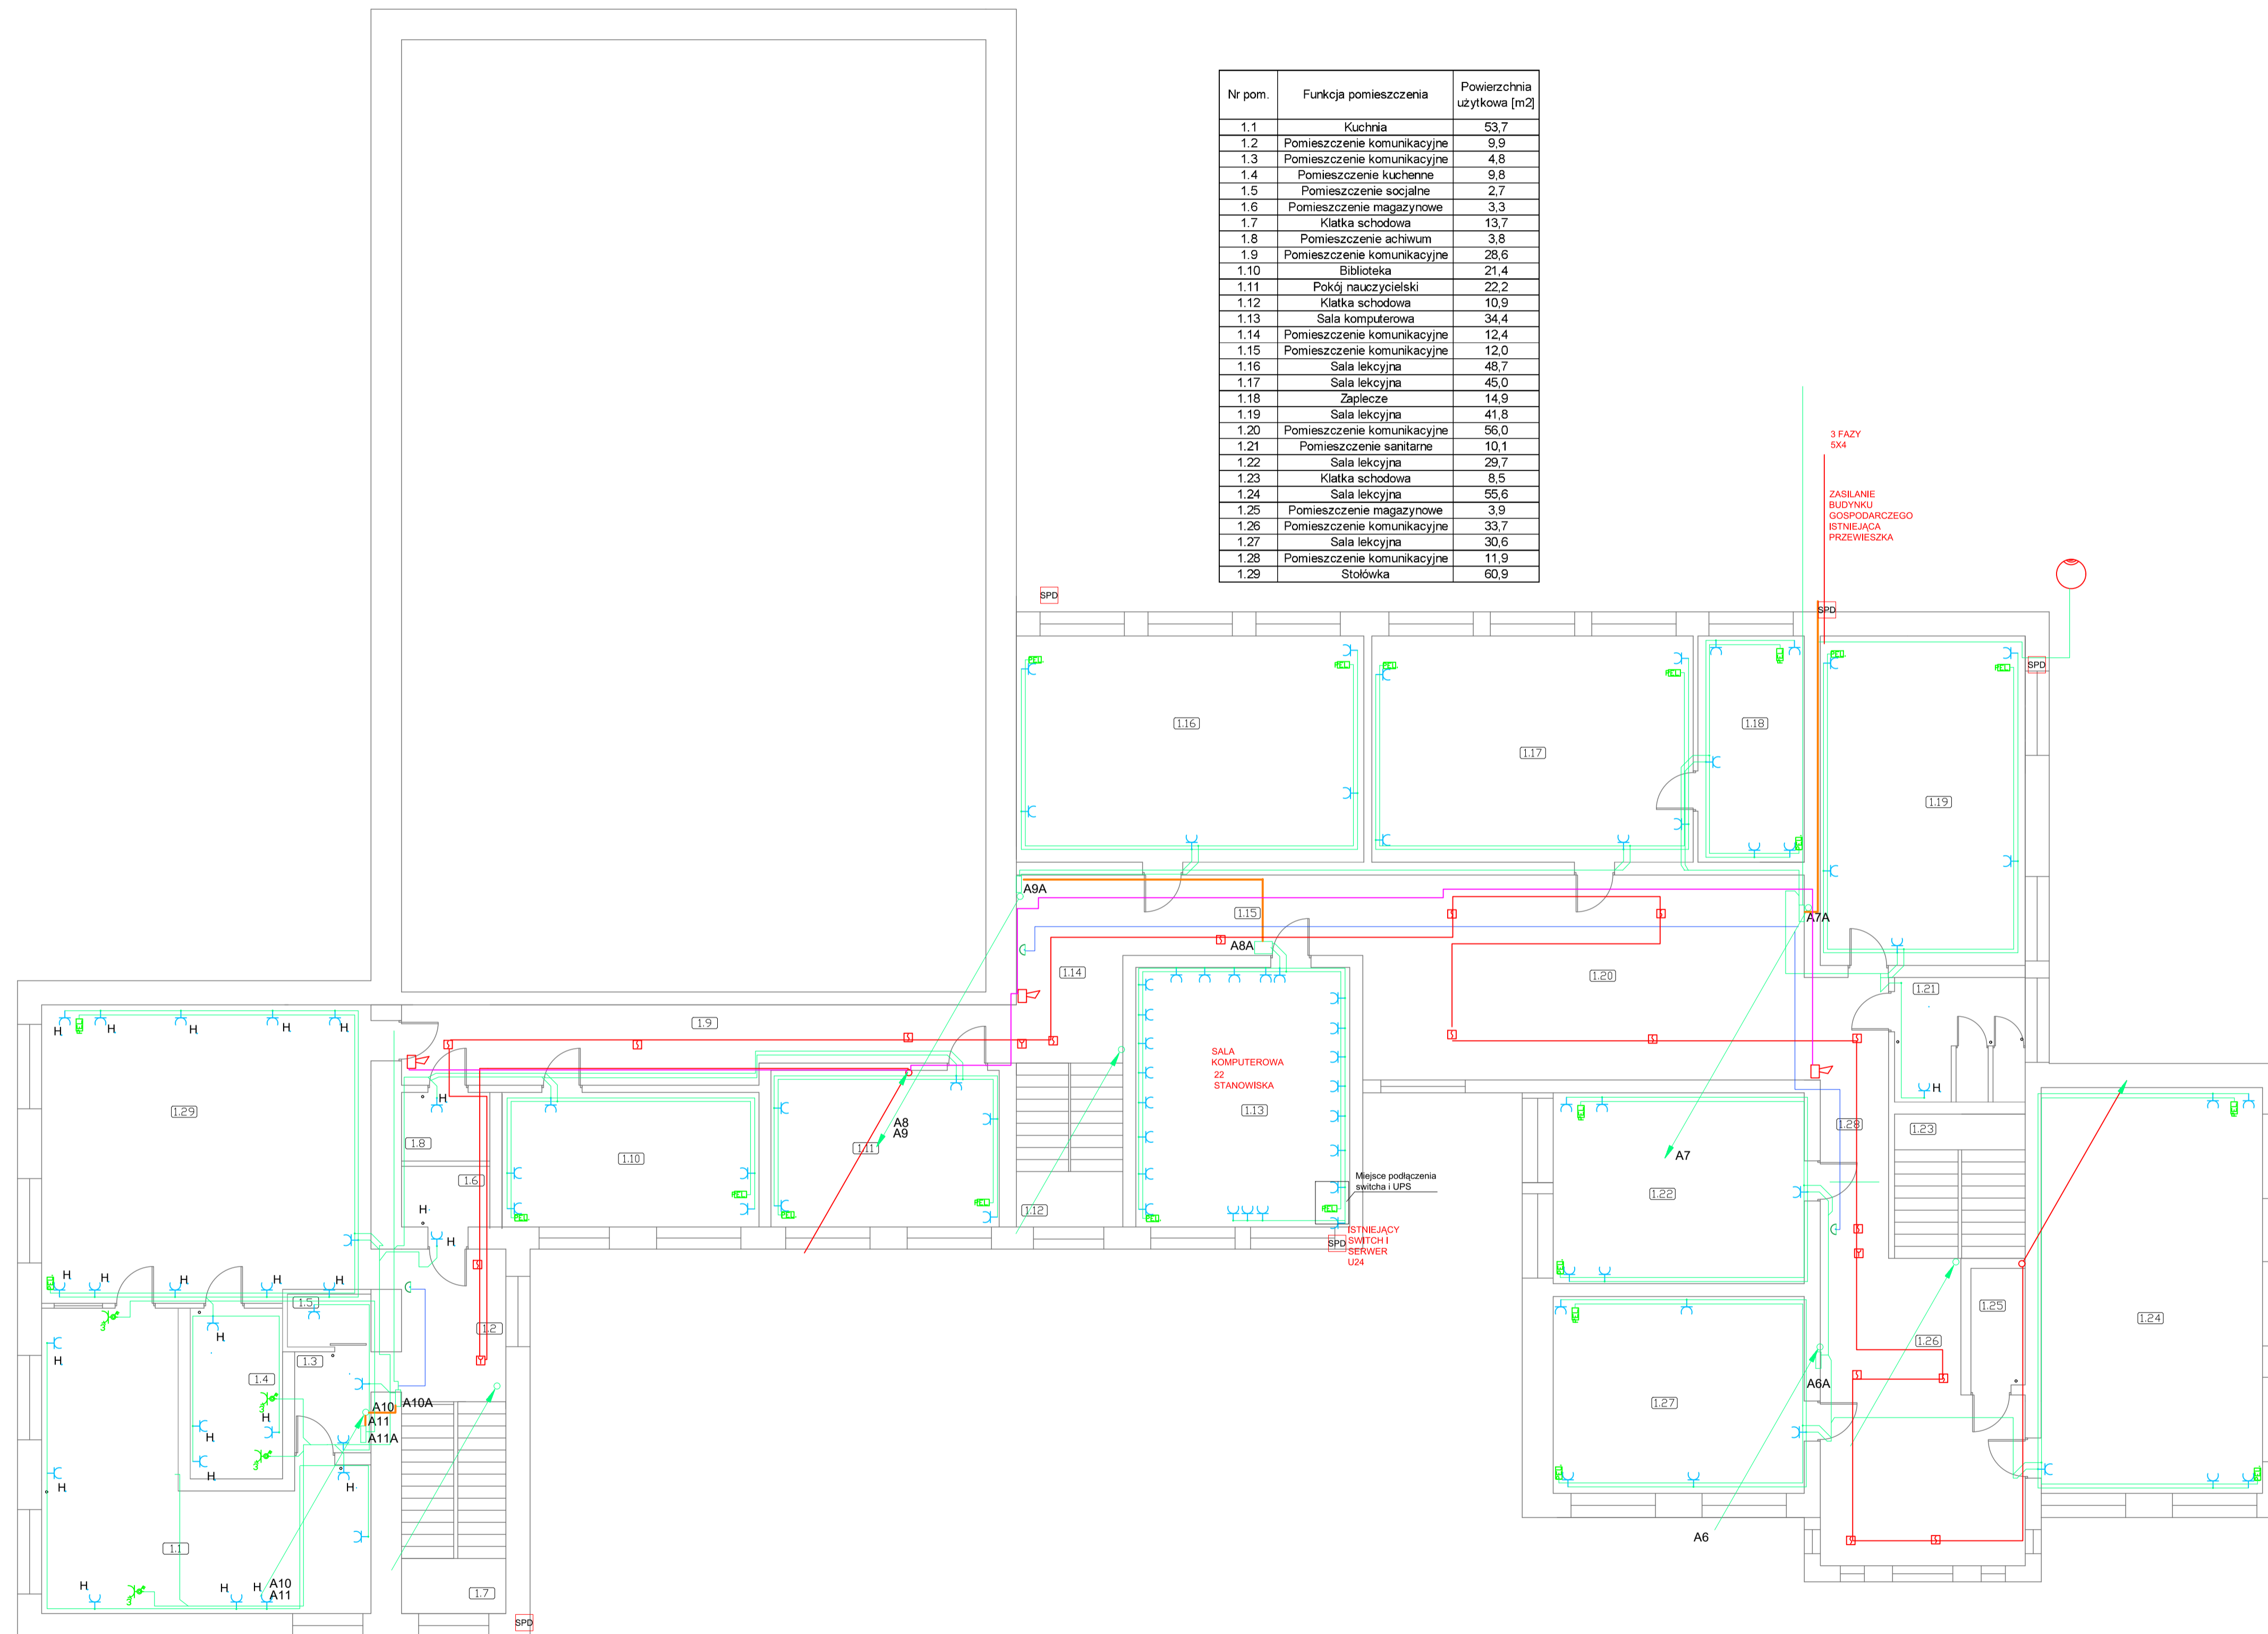 Nr pom. Funkcja pomieszczenia Powierzchnia użytkowa [m2]
1.1 Kuchnia 53,7
1.2 Pomieszczenie komunikacyjne 9,9
1.3 Pomieszczenie komunikacyjne 4,8
1.4 Pomieszczenie kuchenne 9,8
1.5 Pomieszczenie socjalne 2,7
1.6 Pomieszczenie magazynowe 3,3
1.7 Klatka schodowa 13,7
1.8 Pomieszczenie achiwum 3,8
1.9 Pomieszczenie komunikacyjne 28,6
1.10 Biblioteka 21,4
1.11 Pokój nauczycielski 22,2
1.12 Klatka schodowa 10,9
1.13 Sala komputerowa 34,4
1.14 Pomieszczenie komunikacyjne 12,4
1.15 Pomieszczenie komunikacyjne 12,0
1.16 Sala lekcyjna 48,7
1.17 Sala lekcyjna 45,0
1.18 Zaplecze 14,9
1.19 Sala lekcyjna 41,8
1.20 Pomieszczenie komunikacyjne 56,0
1.21 Pomieszczenie sanitarne 10,1
1.22 Sala lekcyjna 29,7
1.23 Klatka schodowa 8,5
1.24 Sala lekcyjna 55,6
1.25 Pomieszczenie magazynowe 3,9
1.26 Pomieszczenie komunikacyjne 33,7
1.27 Sala lekcyjna 30,6
1.28 Pomieszczenie komunikacyjne 11,9
1.29 Stołówka 60,9
3 FAZY
5X4
ZASILANIE
BUDYNKU
GOSPODARCZEGO
ISTNIEJĄCA
PRZEWIESZKA
SPD
SPD
SPD
1.16
1.17
1.18
1.19
A9A
A7A
1.15
A8A
1.14
1.20
1.21
1.9
H H H H H
1.29
SALA
KOMPUTEROWA
22
STANOWISKA
1.13
H
H
1.8
A8
A9
1.11
1.10
1.28
1.23
A7
1.6
Miejsce podłączenia
switcha i UPS
1.22
H
1.12
H
ISTNIEJĄCY
SWITCH I
SERWER
U24
SPD
H H H H H
1.5
1.25
3
H
1.2
1.24
1.26
H
1.3
1.4
A6A
3
A10
A10A
1.27
H
A11
H
A11A
3
H
H
H
A6
1.1
H H H
A10
A11
3
1.7
SPD